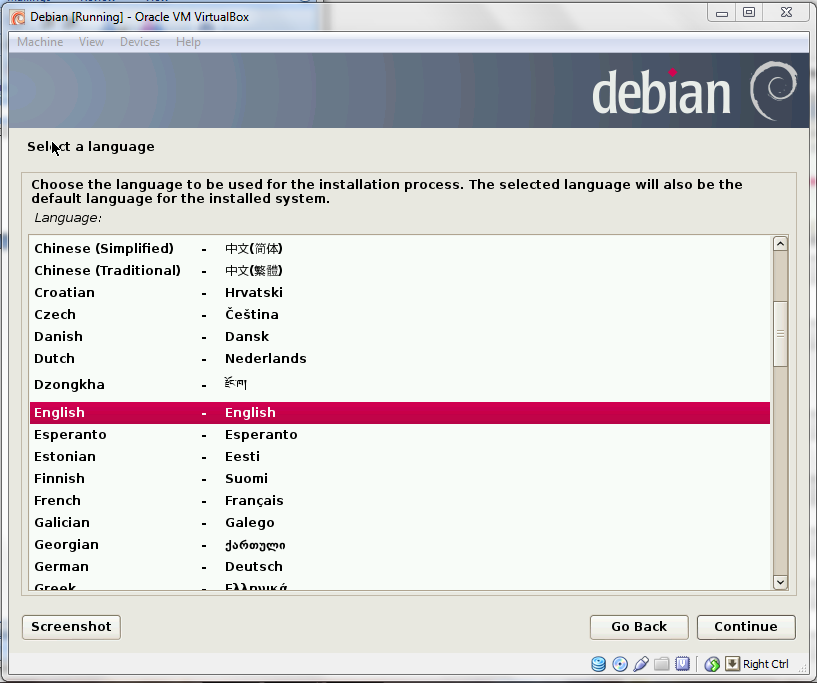 Debian [Running] - Oracle VM VirtualBox
Machine View Devices Help
debian
Select a language
Choose the language to be used for the installation process. The selected language will also be the
default language for the installed system.
Language:
Chinese (Simplified) - 中文(简体)
Chinese (Traditional) - 中文(繁體)
Croatian - Hrvatski
Czech - Čeština
Danish - Dansk
Dutch - Nederlands
Dzongkha - རྫོང་ཁ།
English - English
Esperanto - Esperanto
Estonian - Eesti
Finnish - Suomi
French - Français
Galician - Galego
Georgian - ქართული
German - Deutsch
Greek - Ελληνικά
Screenshot Go Back Continue
Right Ctrl